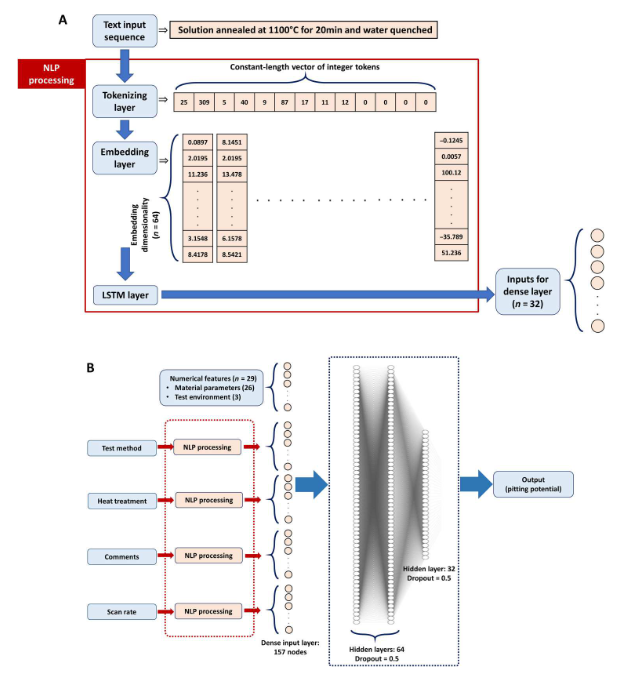 A
Text input
sequence
Solution annealed at 1100°C for 20min and water quenched
NLP
processing
Constant-length vector of integer tokens
Tokenizing
layer
25 309 5 40 9 87 17 11 12 0 0 0 0
Embedding
layer
0.0897 8.1451 −0.1245
2.0195 2.0195 0.0057
11.236 13.478 100.12
Embedding
dimensionality
(n = 64)
3.1548 6.1578 −35.789
8.4178 8.5421 51.236
LSTM layer
Inputs for
dense layer
(n = 32)
B
Numerical features (n = 29)
• Material parameters (26)
• Test environment (3)
Test method NLP processing
Heat treatment NLP processing
Comments NLP processing
Scan rate NLP processing
Dense input layer:
157 nodes
Hidden layer: 32
Dropout = 0.5
Hidden layers: 64
Dropout = 0.5
Output
(pitting potential)